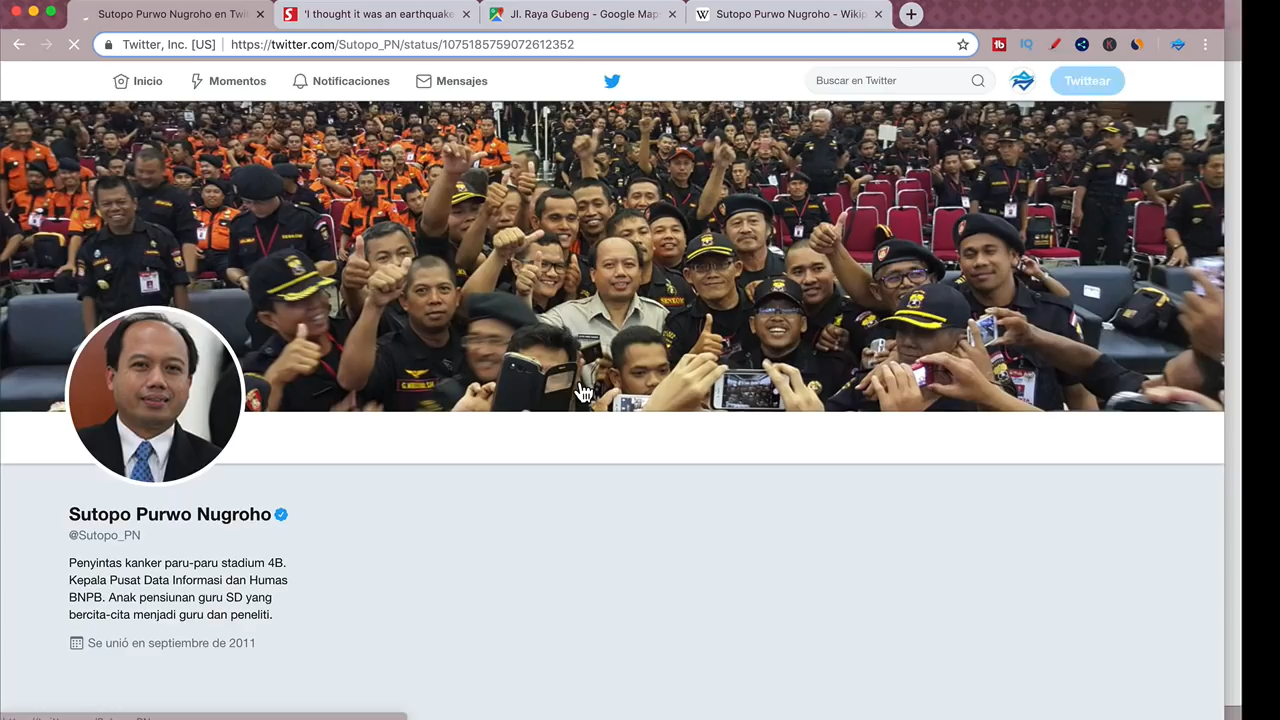 Sutopo Purwo Nugroho en Twi
'I thought it was an earthquake
Jl. Raya Gubeng - Google Maps
Sutopo Purwo Nugroho - Wikip
Twitter, Inc. [US] https://twitter.com/Sutopo_PN/status/1075185759072612352
Inicio
Momentos
Notificaciones
Mensajes
Buscar en Twitter
Twittear
Sutopo Purwo Nugroho
@Sutopo_PN
Penyintas kanker paru-paru stadium 4B.
Kepala Pusat Data Informasi dan Humas
BNPB. Anak pensiunan guru SD yang
bercita-cita menjadi guru dan peneliti.
Se unió en septiembre de 2011